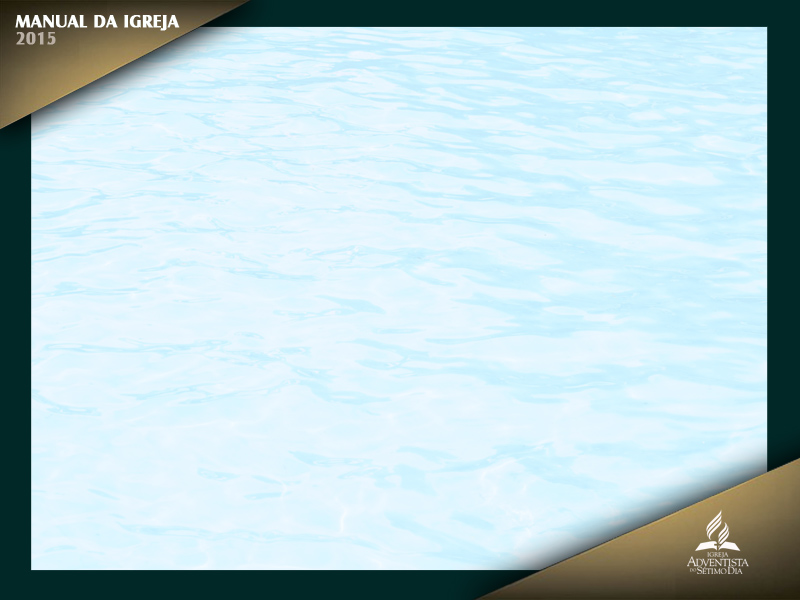 MANUAL DA IGREJA
2015
IGREJA
ADVENTISTA
DO SÉTIMO DIA